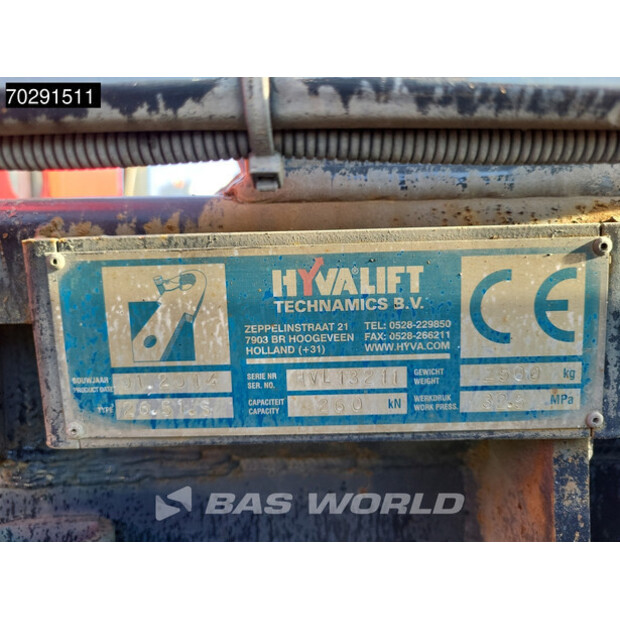 70291511
HYVALIFT
TECHNAMICS B.V.
ZEPPELINSTRAAT 21 TEL: 0528-229850
7903 BR HOOGEVEEN FAX: 0528-266211
HOLLAND (+31) WWW.HYVA.COM
CE
BOUWJAAR
PRODUCT DATE
SERIE NR
SER. NO.
GEWICHT
WEIGHT kg
TYPE
CAPACITEIT
CAPACITY 260 kN
WERKDRUK
WORK PRESS. MPa
BAS WORLD